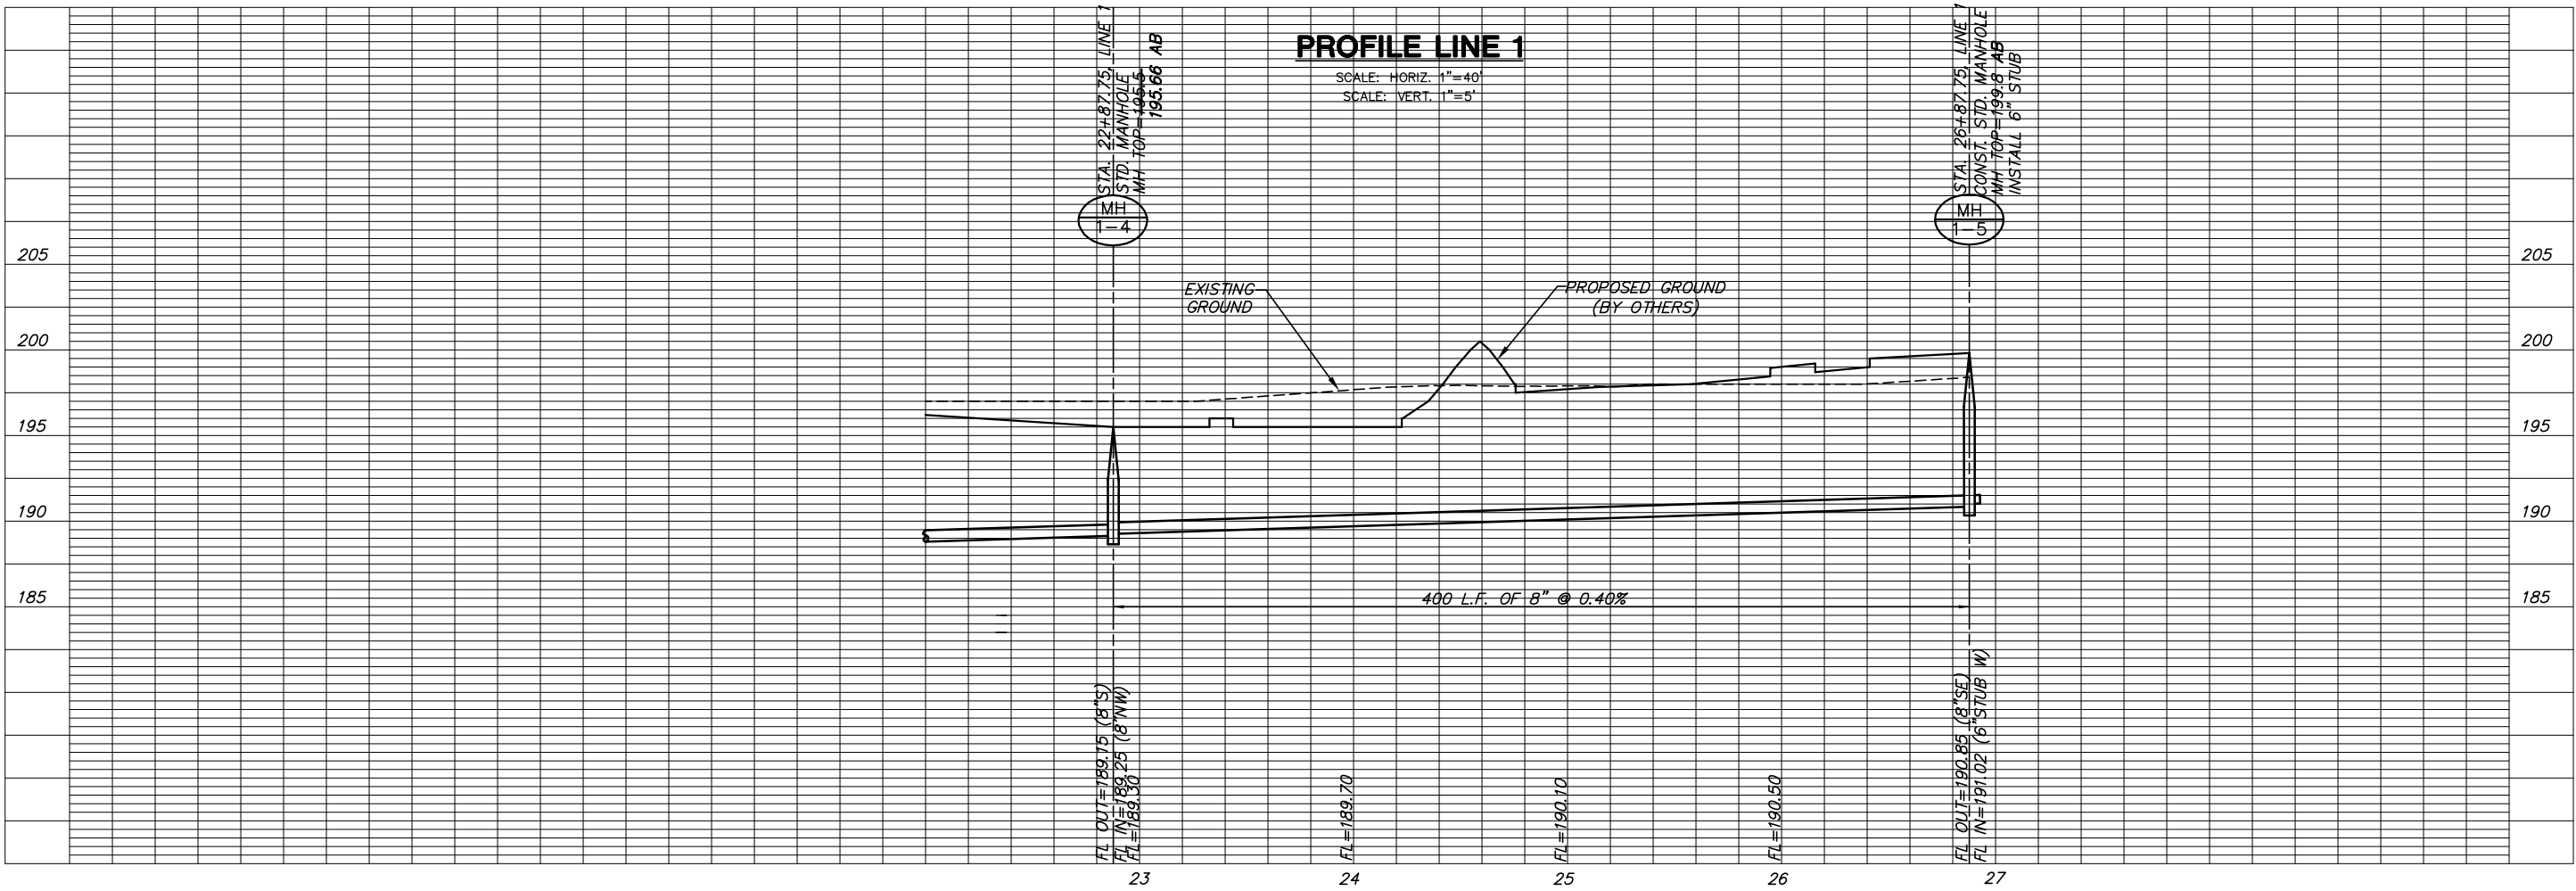 PROFILE LINE 1
SCALE: HORIZ. 1"=40'
SCALE: VERT. 1"=5'
STA. 22+87.75, LINE 1
STD. MANHOLE
MH TOP=195.5
195.66 AB
MH
1-4
STA. 26+87.75, LINE 1
CONST. STD. MANHOLE
MH TOP=199.8 AB
INSTALL 6" STUB
MH
1-5
205
205
EXISTING
GROUND
PROPOSED GROUND
(BY OTHERS)
200
200
195
195
190
190
185
400 L.F. OF 8" @ 0.40%
185
FL OUT=189.15 (8"S)
FL IN=189.25 (8"NW)
FL=189.30
FL=189.70
FL=190.10
FL=190.50
FL OUT=190.85 (8"SE)
FL IN=191.02 (6"STUB W)
23
24
25
26
27